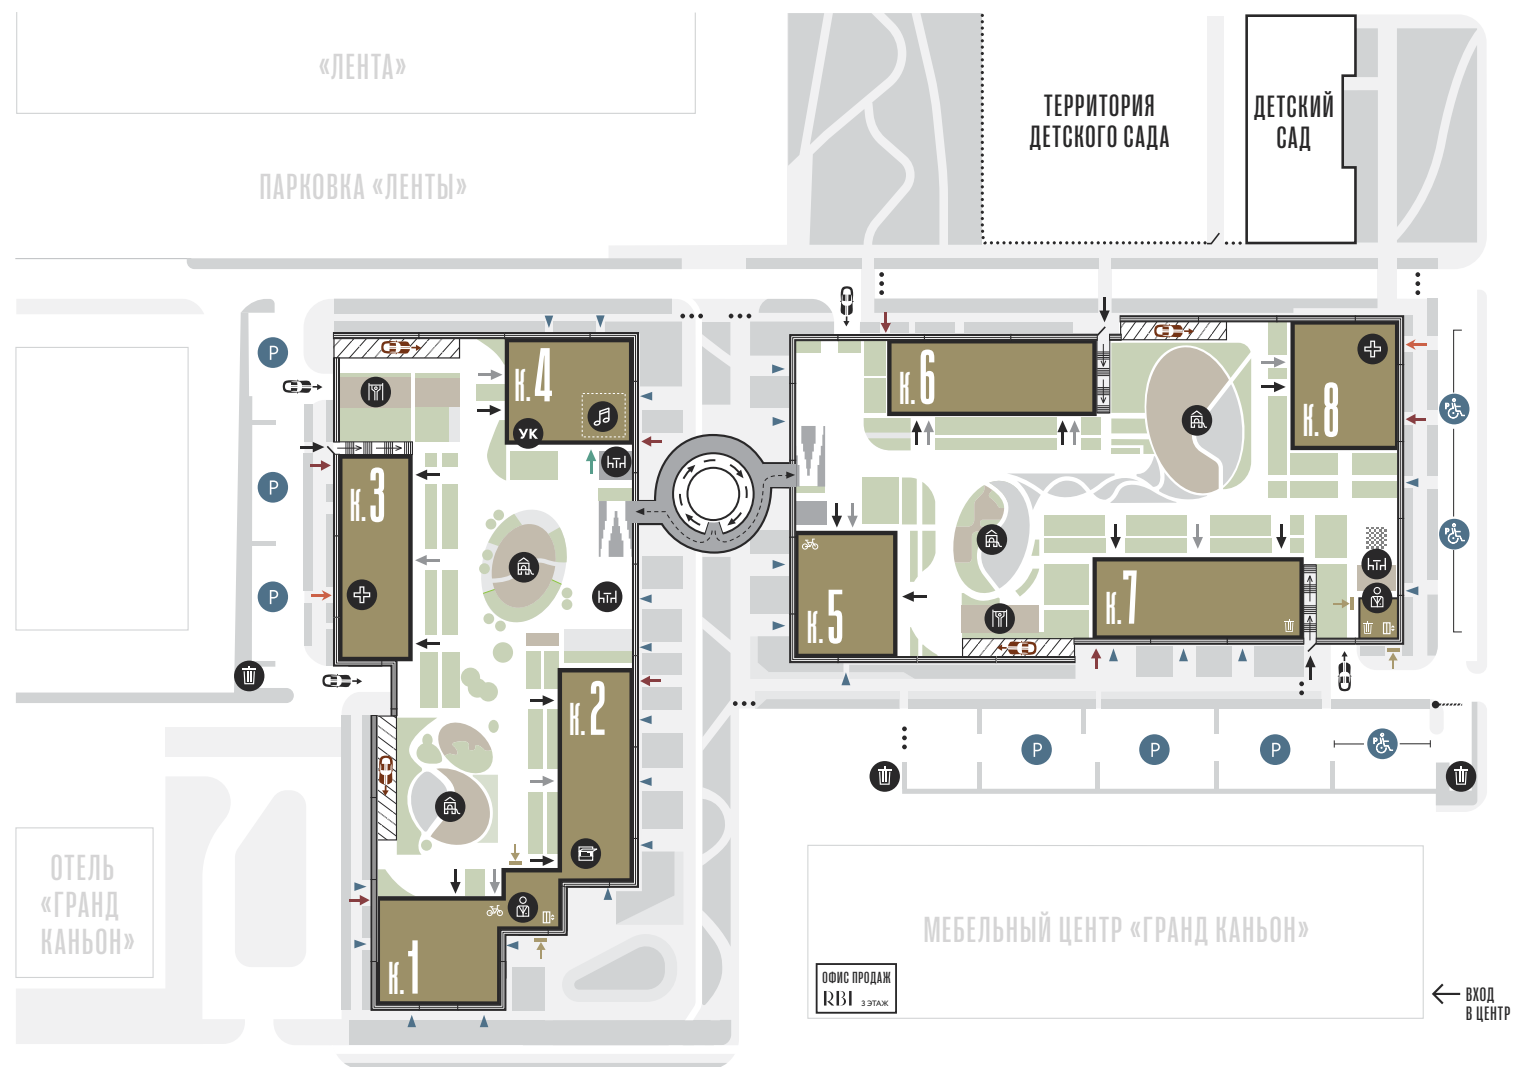 «ЛЕНТА»
ПАРКОВКА «ЛЕНТЫ»
ТЕРРИТОРИЯ
ДЕТСКОГО САДА
ДЕТСКИЙ
САД
P
P
P
к.4
УК
к.3
к.2
к.1
к.6
к.8
к.5
к.7
P
P
P
P
P
P
ОТЕЛЬ
«ГРАНД
КАНЬОН»
МЕБЕЛЬНЫЙ ЦЕНТР «ГРАНД КАНЬОН»
ОФИС ПРОДАЖ
RBI 3 ЭТАЖ
ВХОД
В ЦЕНТР